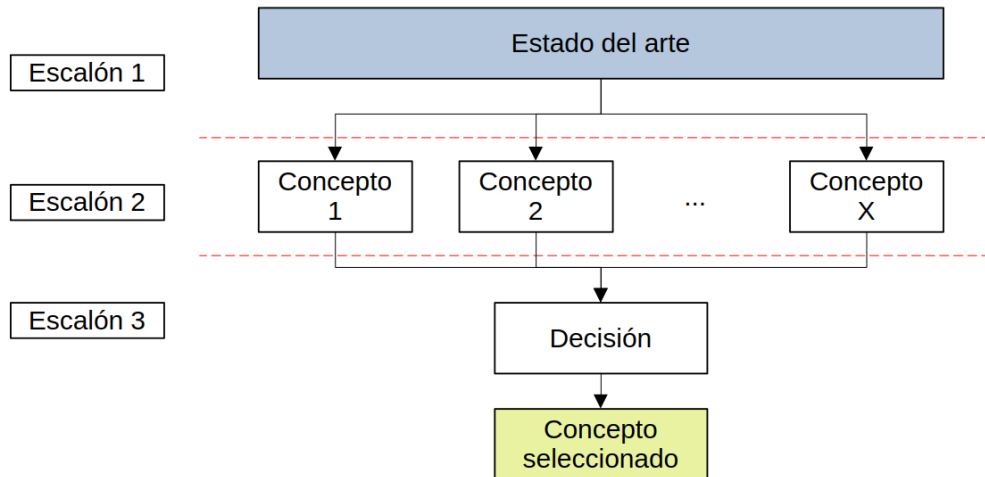 Estado del arte
Escalón 1
Concepto
1
Concepto
2
...
Concepto
X
Escalón 2
Escalón 3
Decisión
Concepto
seleccionado